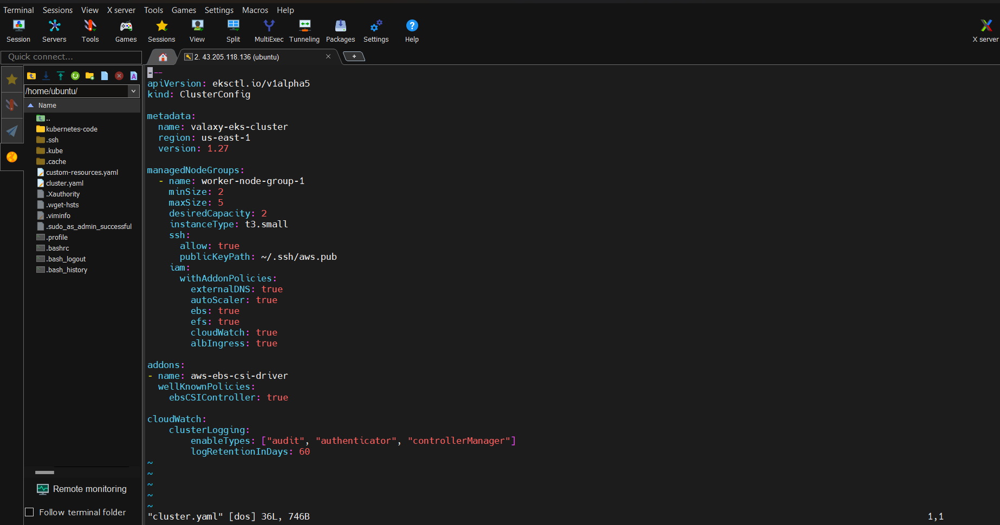 Terminal Sessions View X server Tools Games Settings Macros Help
Session Servers Tools Games Sessions View Split MultiExec Tunneling Packages Settings Help X server
Quick connect...
2. 43.205.118.136 (ubuntu)
/home/ubuntu/
Name
..
kubernetes-code
.ssh
.kube
.cache
custom-resources.yaml
cluster.yaml
.Xauthority
.wget-hsts
.viminfo
.sudo_as_admin_successful
.profile
.bashrc
.bash_logout
.bash_history
Remote monitoring
Follow terminal folder
---
apiVersion: eksctl.io/v1alpha5
kind: ClusterConfig

metadata:
  name: valaxy-eks-cluster
  region: us-east-1
  version: 1.27

managedNodeGroups:
  - name: worker-node-group-1
    minSize: 2
    maxSize: 5
    desiredCapacity: 2
    instanceType: t3.small
    ssh:
      allow: true
      publicKeyPath: ~/.ssh/aws.pub
    iam:
      withAddonPolicies:
        externalDNS: true
        autoScaler: true
        ebs: true
        efs: true
        cloudWatch: true
        albIngress: true

addons:
- name: aws-ebs-csi-driver
  wellKnownPolicies:
    ebsCSIController: true

cloudWatch:
    clusterLogging:
        enableTypes: ["audit", "authenticator", "controllerManager"]
        logRetentionInDays: 60
~
~
~
~
~
"cluster.yaml" [dos] 36L, 746B 1,1